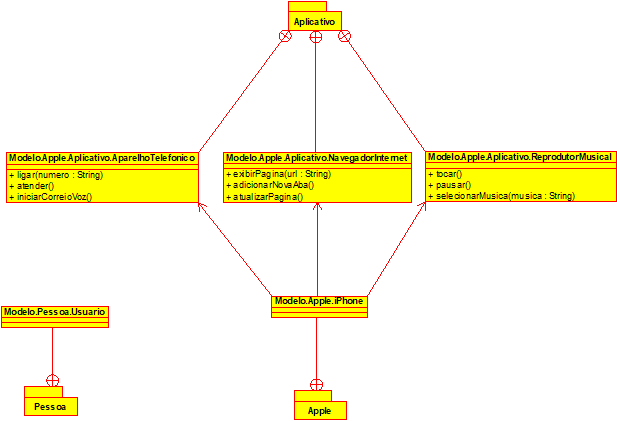 Aplicativo
Modelo.Apple.Aplicativo.AparelhoTelefonico
+ ligar(numero : String)
+ atender()
+ iniciarCorreioVoz()
Modelo.Apple.Aplicativo.NavegadorInternet
+ exibirPagina(url : String)
+ adicionarNovaAba()
+ atualizarPagina()
Modelo.Apple.Aplicativo.ReprodutorMusical
+ tocar()
+ pausar()
+ selecionarMusica(musica : String)
Modelo.Pessoa.Usuario
Modelo.Apple.iPhone
Pessoa
Apple